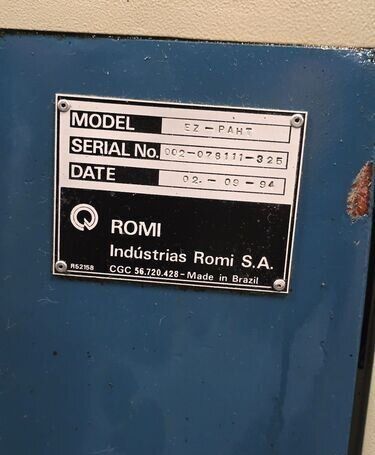 MODEL EZ-PAHT
SERIAL No. 002-078111-325
DATE 02.-09-94
ROMI
Indústrias Romi S.A.
R52158 CGC 56.720.428-Made in Brazil